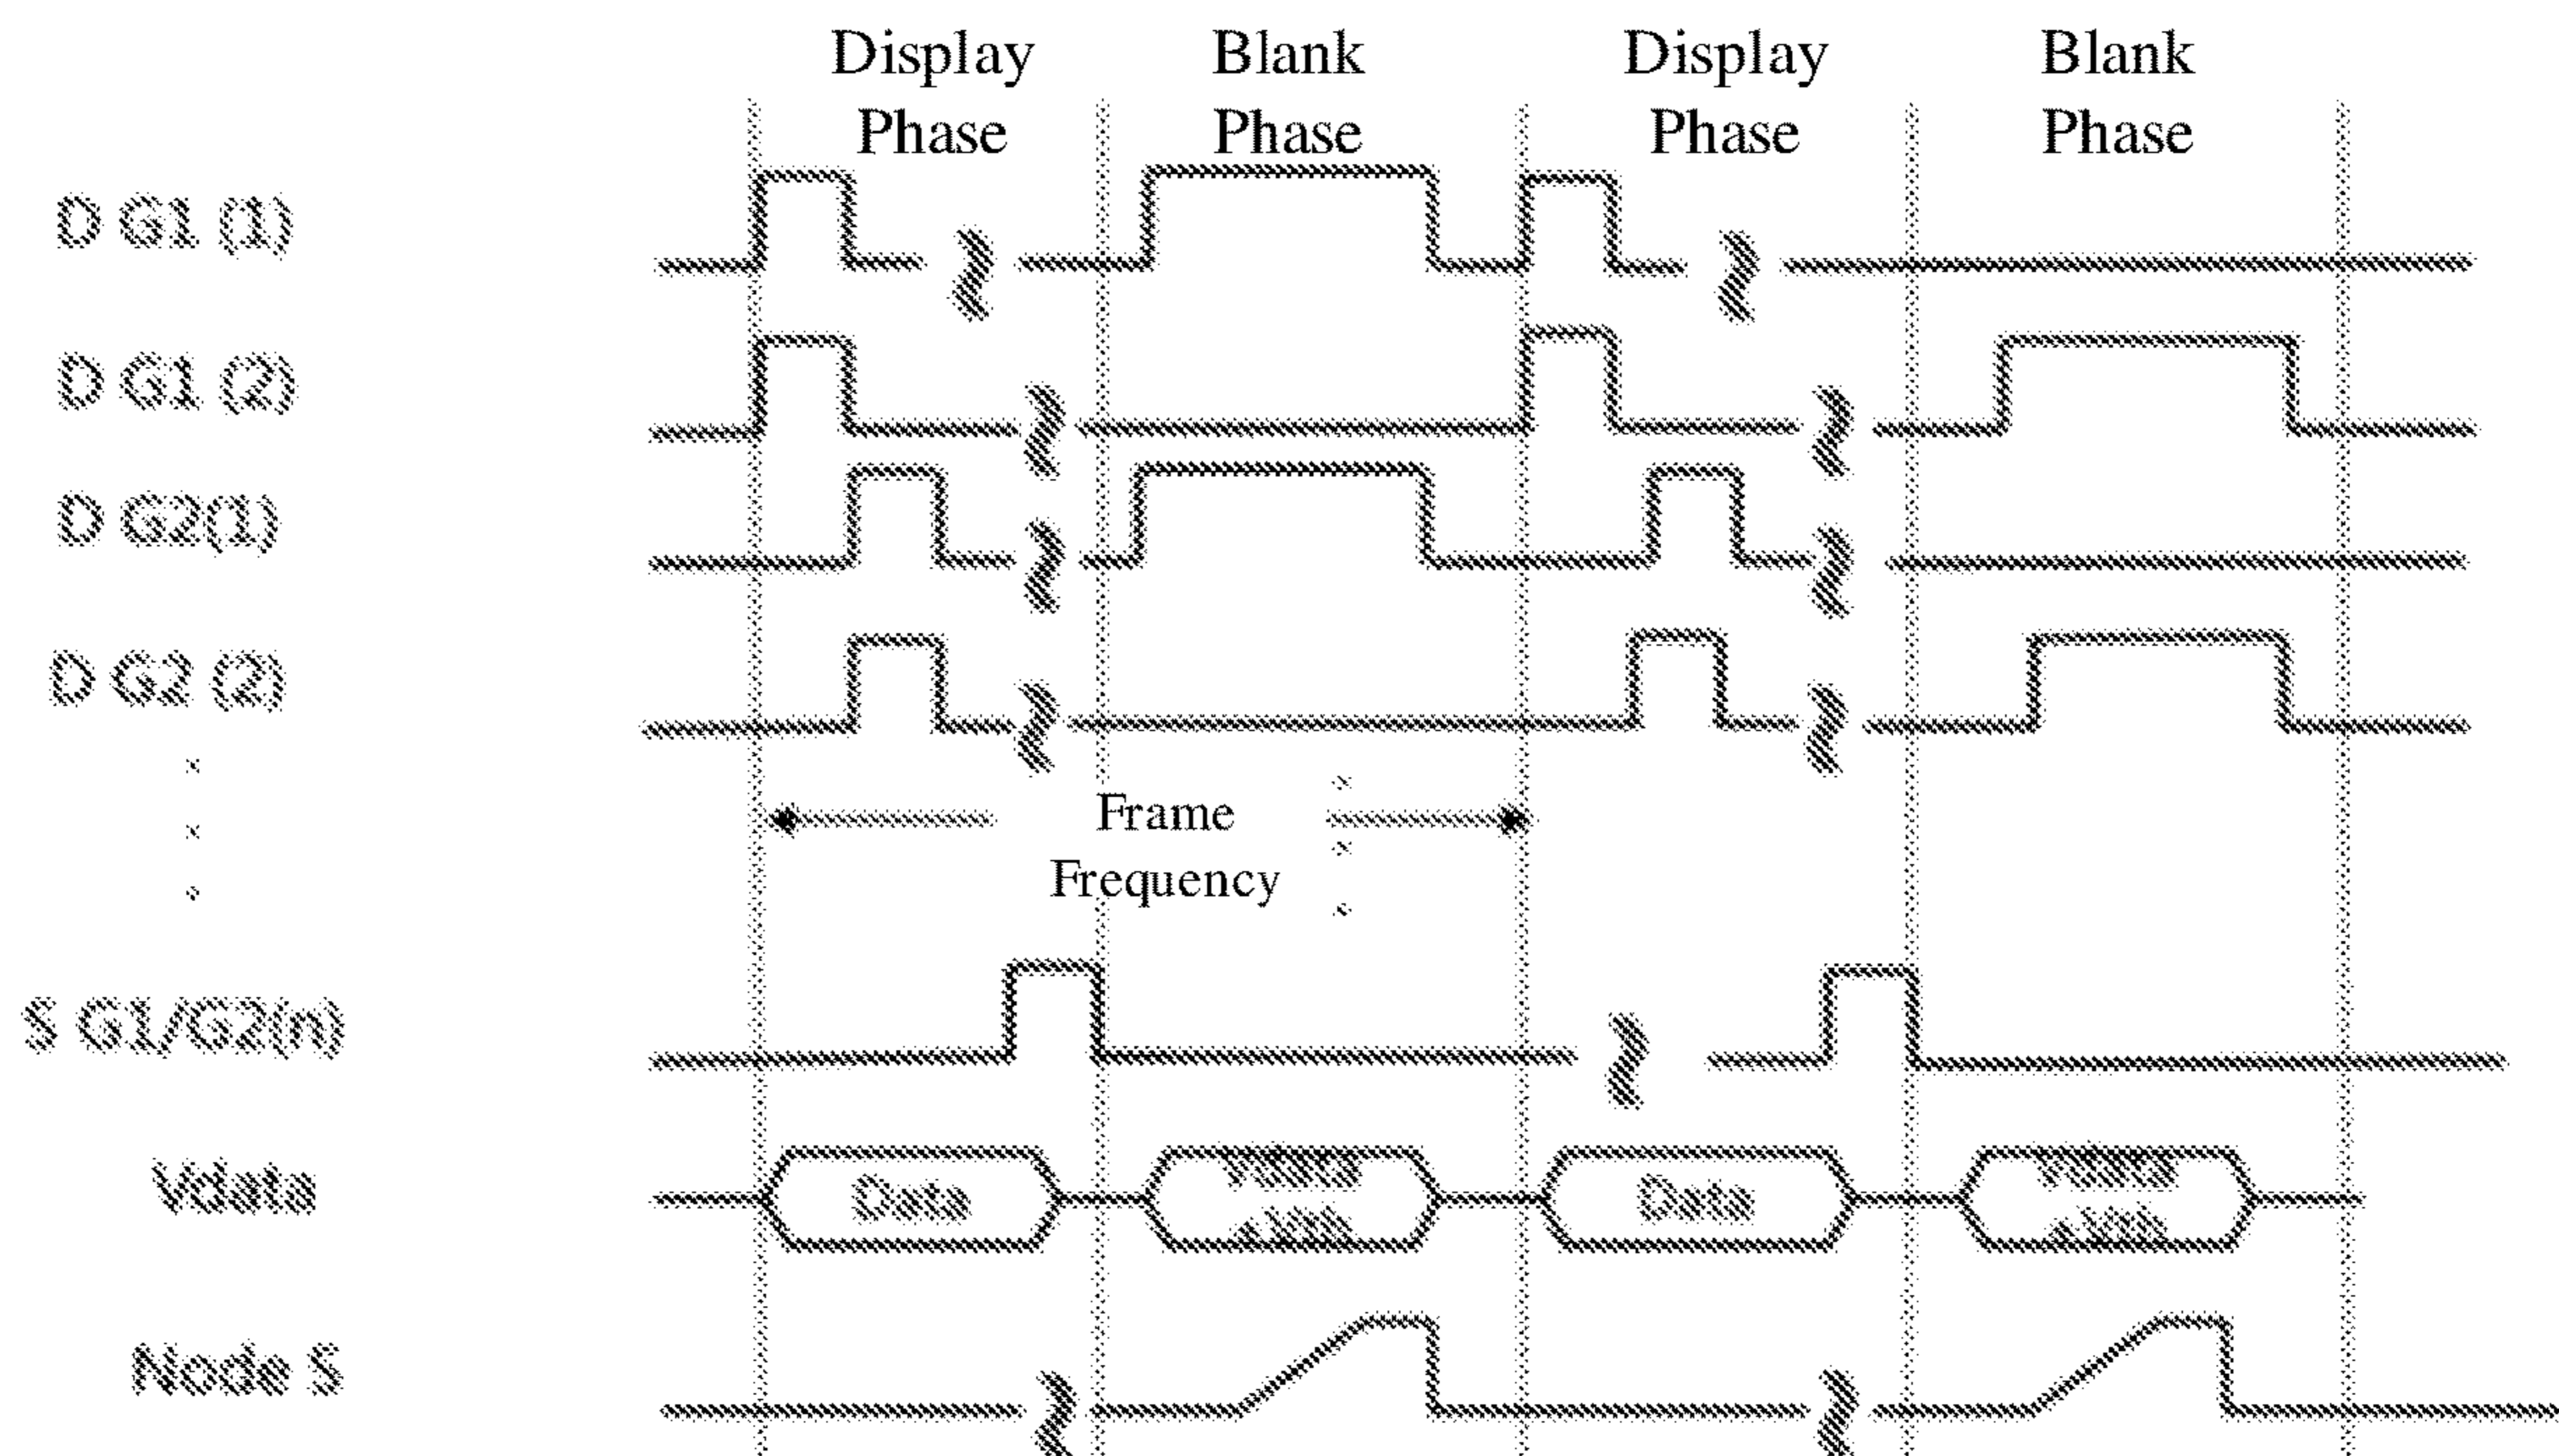 Display Blank Display Blank
Phase Phase Phase Phase
D G1 (1)
D G1 (2)
D G2(1)
D G2 (2)
Frame
Frequency
S G1/G2(n)
Vdata
Data Data
Node S